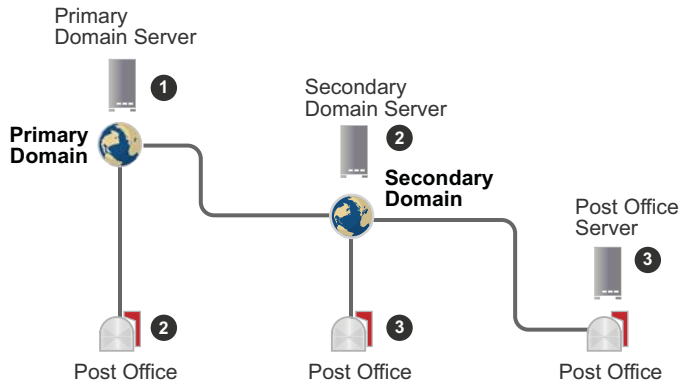 Primary
Domain Server
1
Secondary
Domain Server
2
Primary
Domain
Secondary
Domain
Post Office
Server
3
2
3
Post Office
Post Office
Post Office